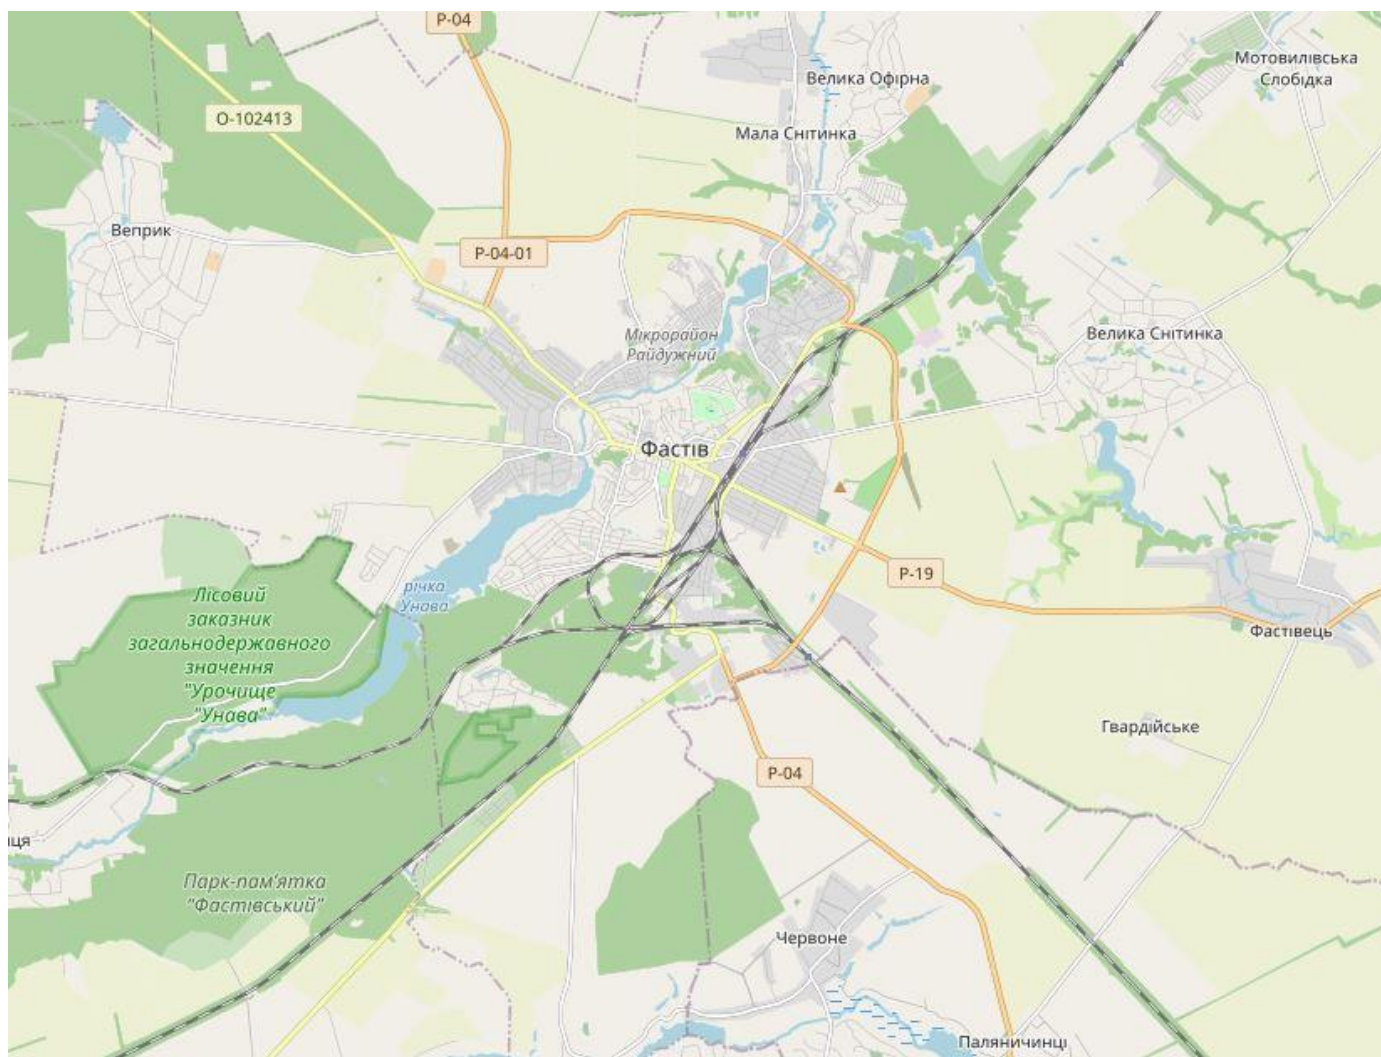 P-04
Мотовилівська
Слобідка
Велика Офірна
О-102413
Мала Снітинка
Веприк
P-04-01
Мікрорайон
Райдужний
Велика Снітинка
Фастів
P-19
річка
Унава
Лісовий
заказник
загальнодержавного
значення
"Урочище
"Унава"
Фастівець
Гвардійське
P-04
ця
Парк-пам'ятка
"Фастівський"
Червоне
Паляничинці